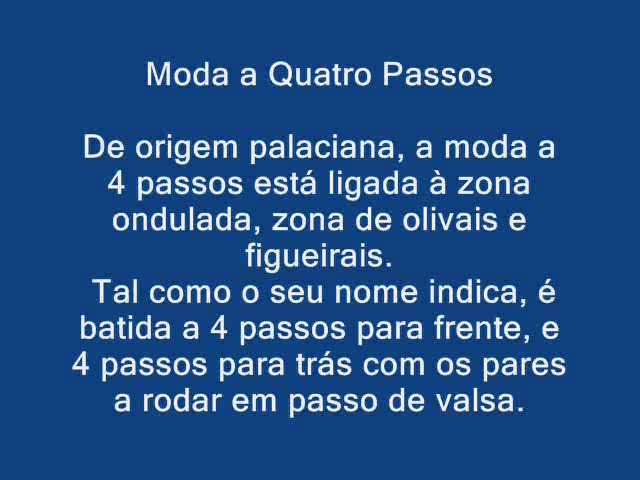 Moda a Quatro Passos
De origem palaciana, a moda a
4 passos está ligada à zona
ondulada, zona de olivais e
figueirais.
Tal como o seu nome indica, é
batida a 4 passos para frente, e
4 passos para trás com os pares
a rodar em passo de valsa.